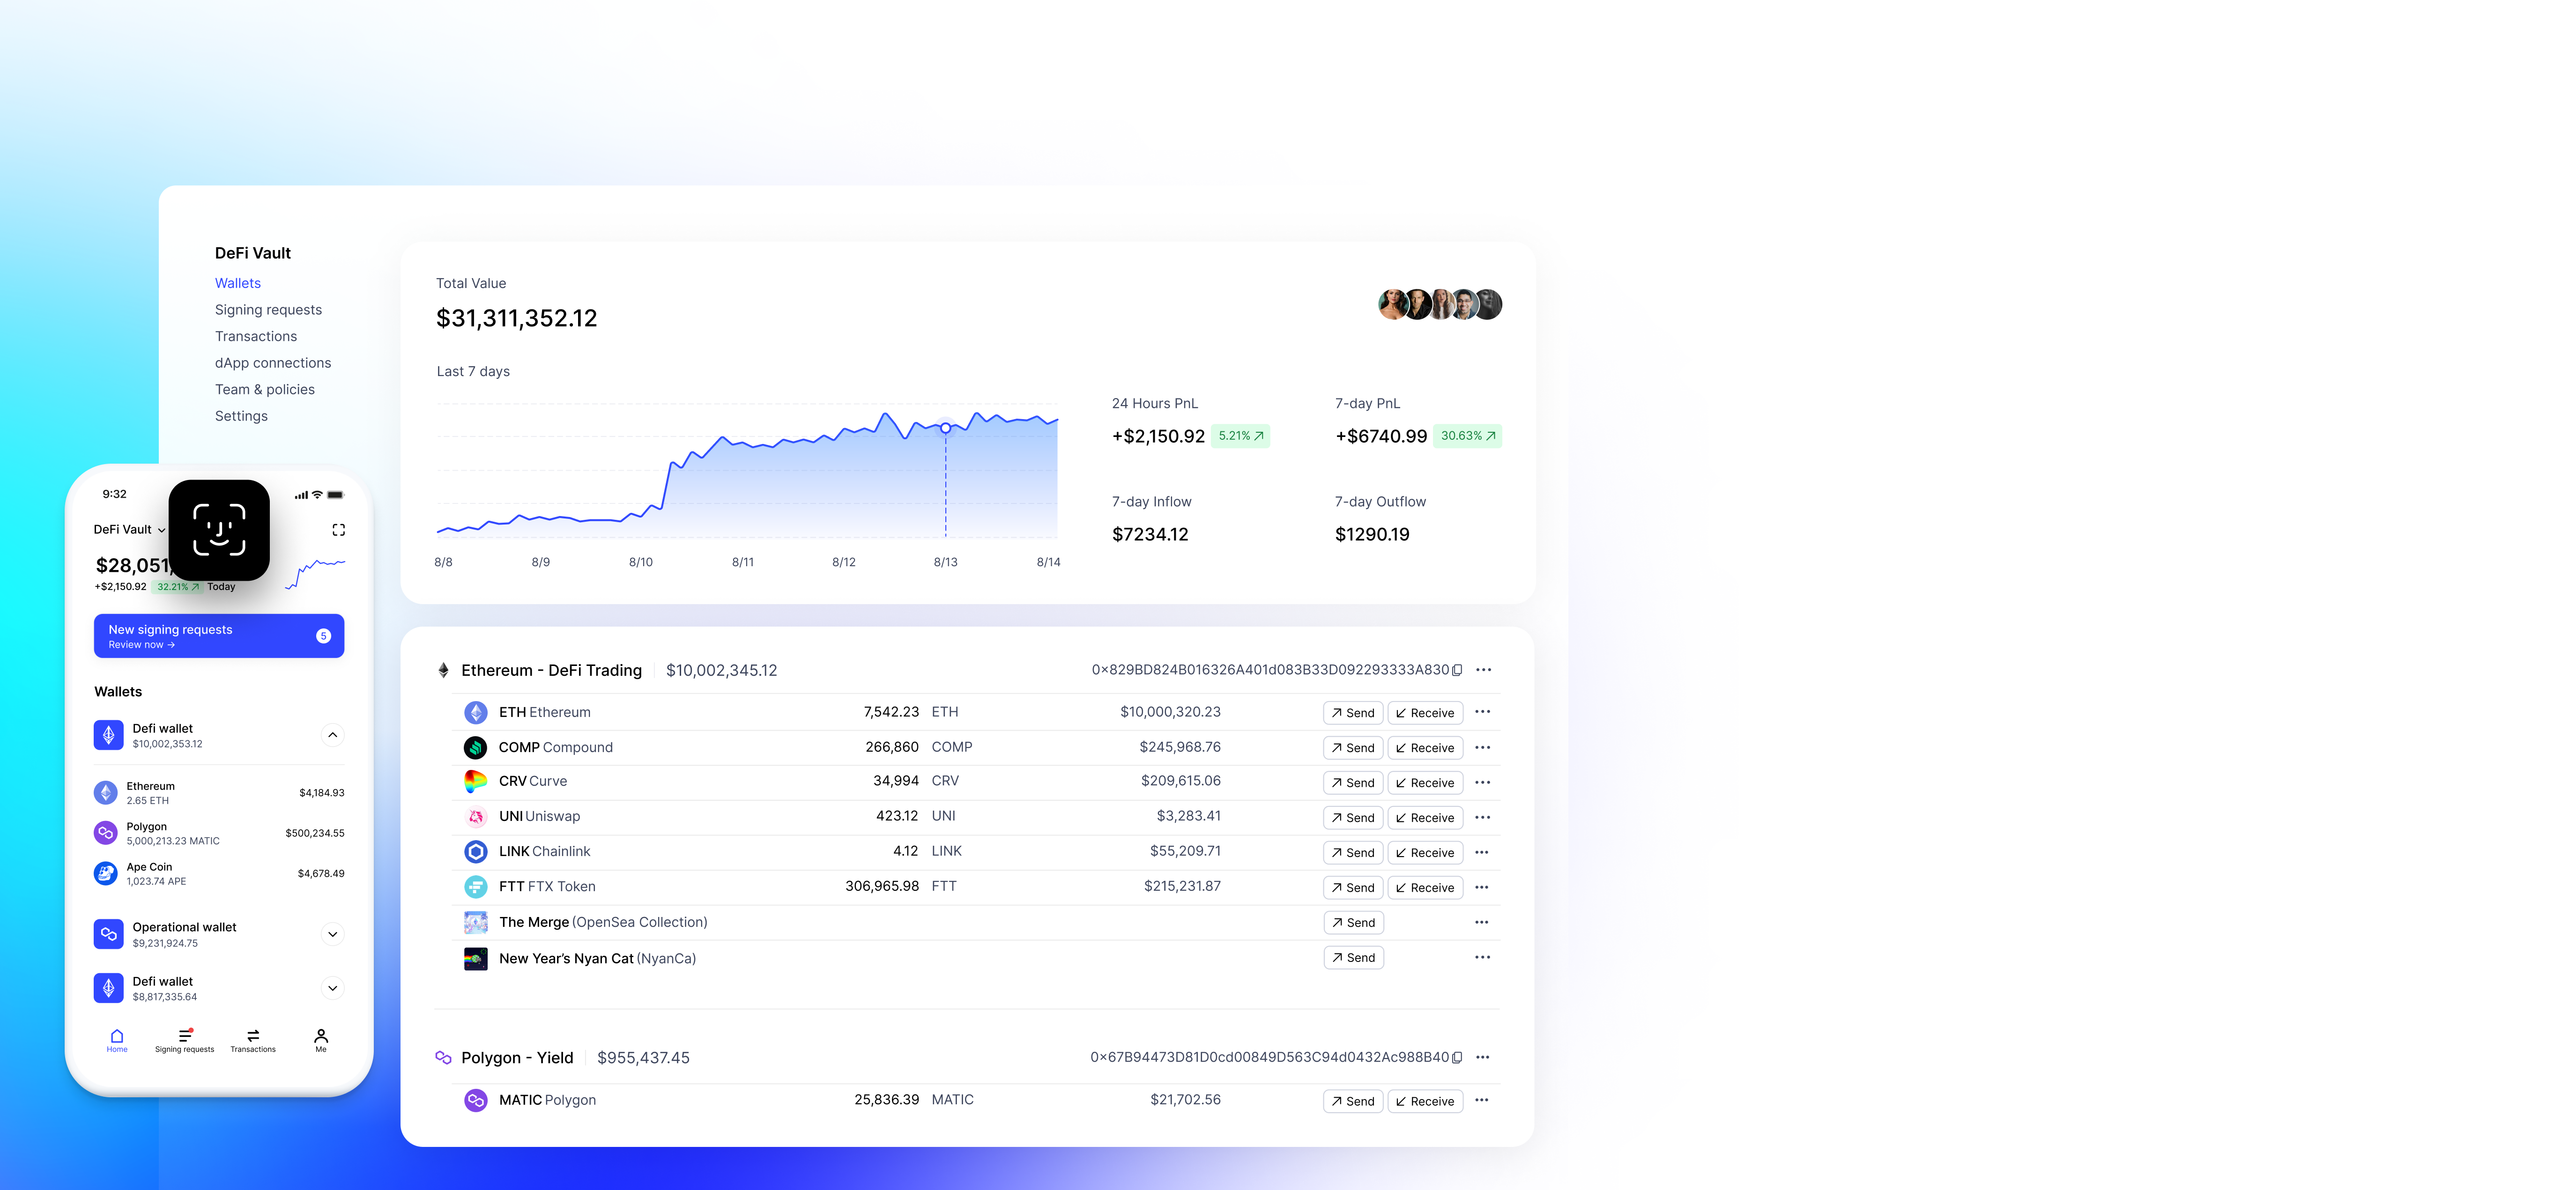 DeFi Vault
Wallets
Signing requests
Transactions
dApp connections
Team & policies
Settings
Total Value
$31,311,352.12
Last 7 days
8/8 8/9 8/10 8/11 8/12 8/13 8/14
24 Hours PnL
+$2,150.92 5.21%
7-day PnL
+$6740.99 30.63%
7-day Inflow
$7234.12
7-day Outflow
$1290.19
Ethereum - DeFi Trading $10,002,345.12 0x829BD824B016326A401d083B33D092293333A830
ETH Ethereum 7,542.23 ETH $10,000,320.23 Send Receive
COMP Compound 266,860 COMP $245,968.76 Send Receive
CRV Curve 34,994 CRV $209,615.06 Send Receive
UNI Uniswap 423.12 UNI $3,283.41 Send Receive
LINK Chainlink 4.12 LINK $55,209.71 Send Receive
FTT FTX Token 306,965.98 FTT $215,231.87 Send Receive
The Merge (OpenSea Collection) Send
New Year's Nyan Cat (NyanCa) Send
Polygon - Yield $955,437.45 0x67B94473D81D0cd00849D563C94d0432Ac988B40
MATIC Polygon 25,836.39 MATIC $21,702.56 Send Receive
9:32
DeFi Vault
$28,051
+$2,150.92 32.21% Today
New signing requests 5
Review now →
Wallets
Defi wallet
$10,002,353.12
Ethereum
2.65 ETH $4,184.93
Polygon
5,000,213.23 MATIC $500,234.55
Ape Coin
1,023.74 APE $4,678.49
Operational wallet
$9,231,924.75
Defi wallet
$8,817,335.64
Home Signing requests Transactions Me